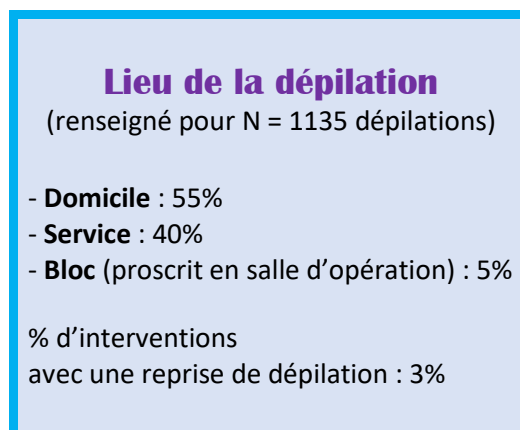 Lieu de la dépilation
(renseigné pour N = 1135 dépilations)
- Domicile : 55%
- Service : 40%
- Bloc (proscrit en salle d’opération) : 5%
% d’interventions
avec une reprise de dépilation : 3%